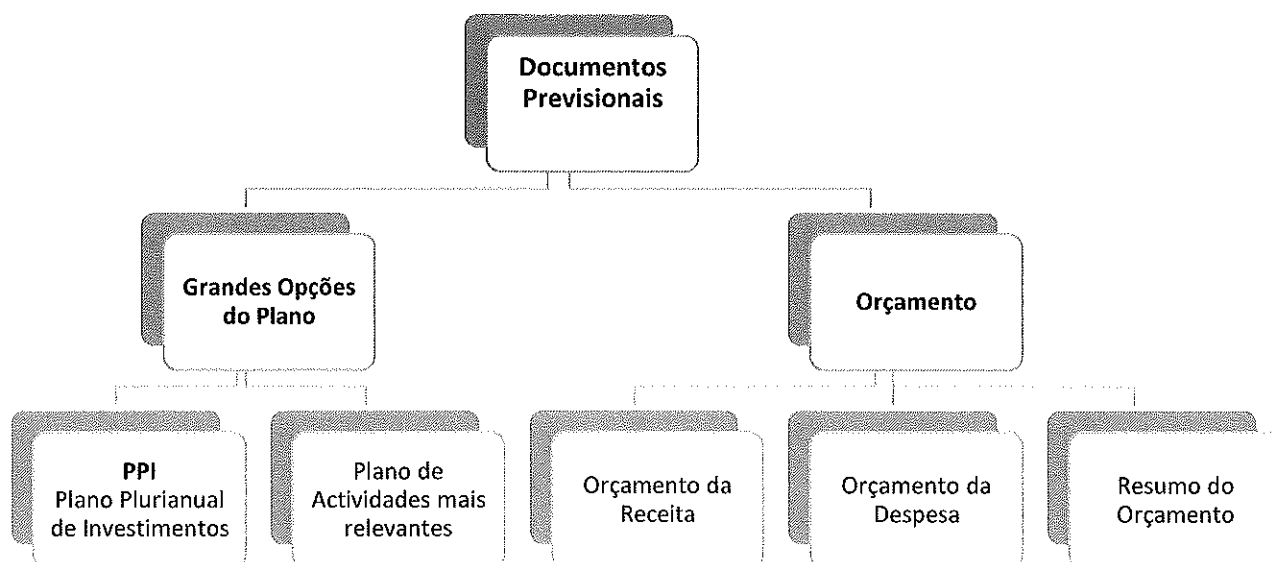 Documentos
Previsionais
Grandes Opções
do Plano
Orçamento
PPI
Plano Plurianual
de Investimentos
Plano de
Actividades mais
relevantes
Orçamento da
Receita
Orçamento da
Despesa
Resumo do
Orçamento